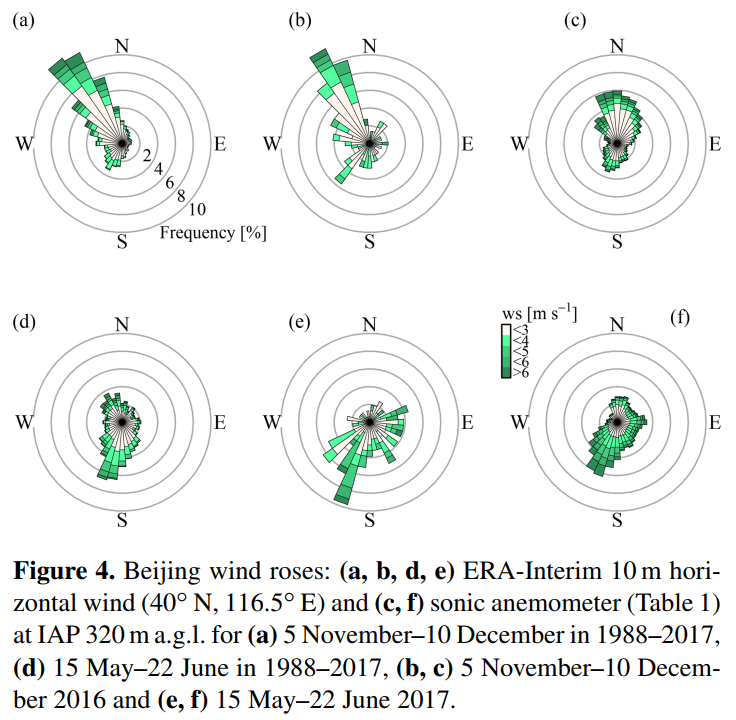 (a) (b) (c)
N N N
W E W E W E
2
4
6
8
10
S S S
Frequency [%]
(d) (e) ws [m s⁻¹] (f)
<3
<4
<5
<6
>6
N N N
W E W E W E
S S S
Figure 4. Beijing wind roses: (a, b, d, e) ERA-Interim 10 m hori-
zontal wind (40° N, 116.5° E) and (c, f) sonic anemometer (Table 1)
at IAP 320 m a.g.l. for (a) 5 November–10 December in 1988–2017,
(d) 15 May–22 June in 1988–2017, (b, c) 5 November–10 Decem-
ber 2016 and (e, f) 15 May–22 June 2017.